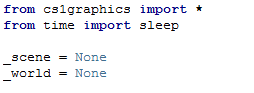 from cs1graphics import *
from time import sleep
_scene = None
_world = None